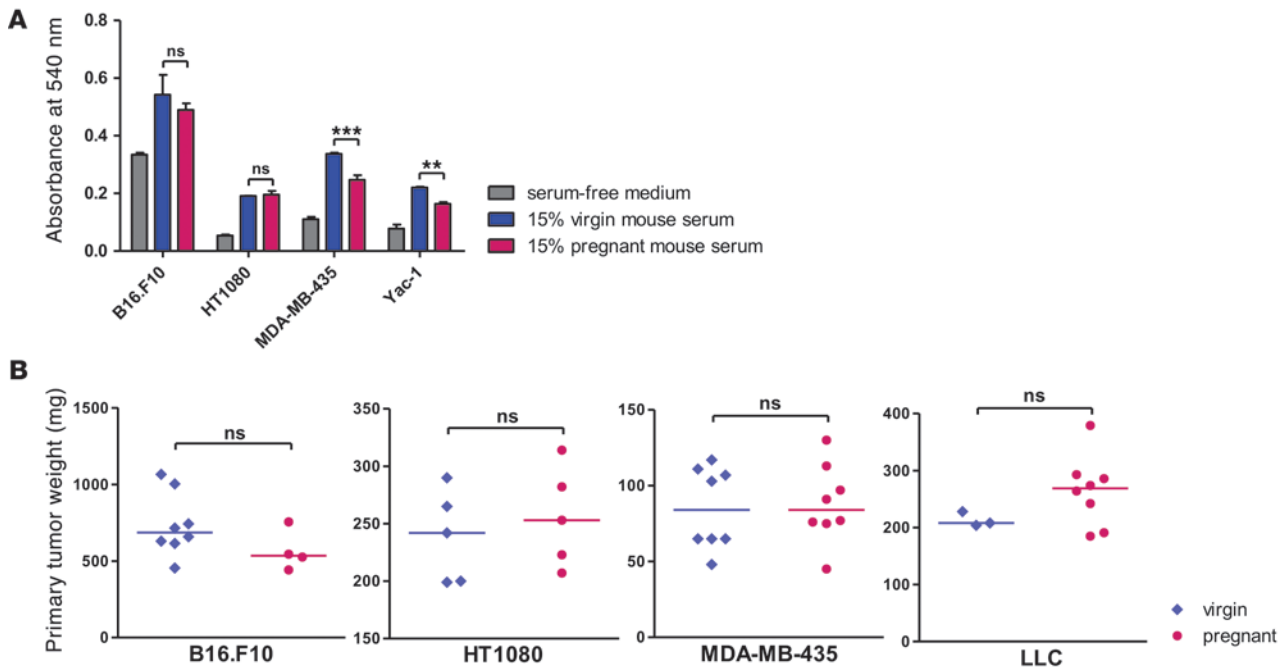 A
Absorbance at 540 nm
0.8
0.6
0.4
0.2
0.0
ns
ns
***
**
B16.F10
HT1080
MDA-MB-435
Yac-1
serum-free medium
15% virgin mouse serum
15% pregnant mouse serum
B
Primary tumor weight (mg)
1500
1000
500
0
ns
B16.F10
350
300
250
200
150
ns
HT1080
150
100
50
0
ns
MDA-MB-435
400
300
200
100
0
ns
LLC
virgin
pregnant